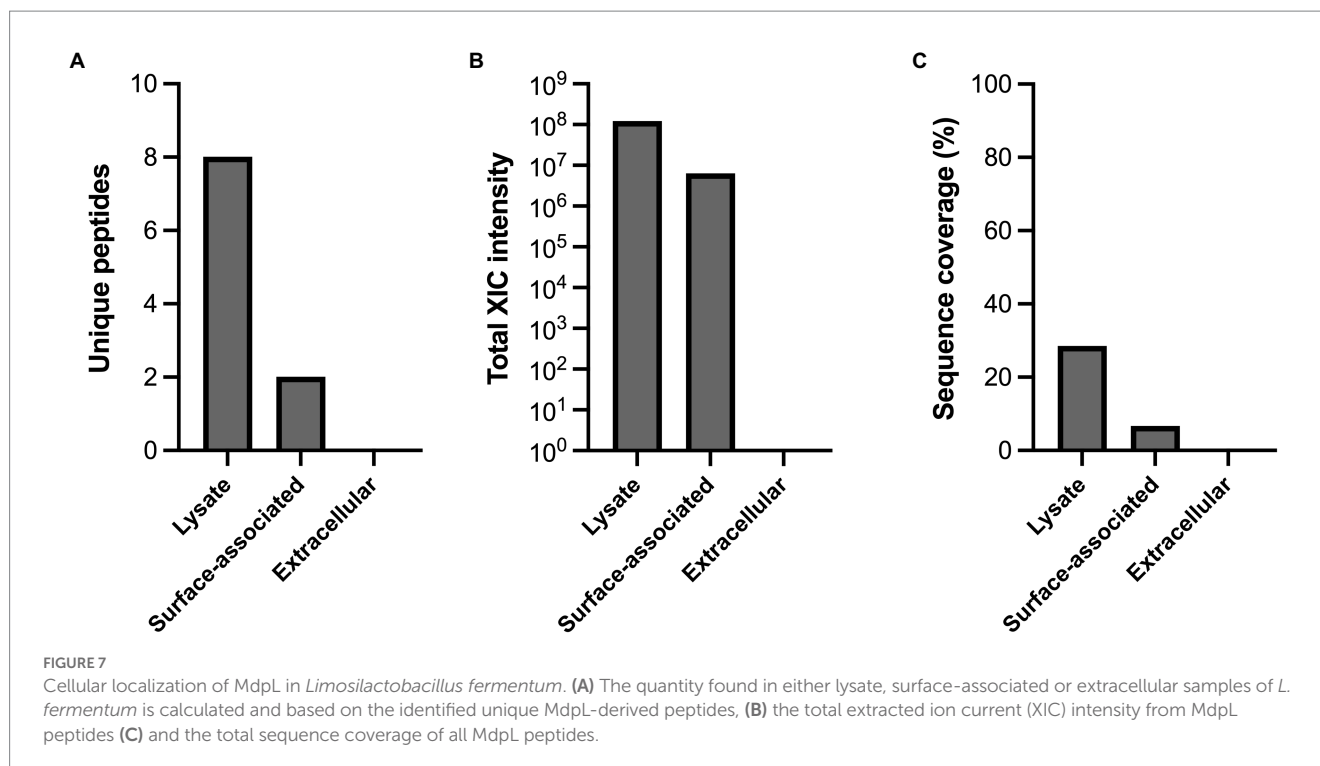 A
Unique peptides
10
8
6
4
2
0
Lysate
Surface-associated
Extracellular
B
Total XIC intensity
10⁹
10⁸
10⁷
10⁶
10⁵
10⁴
10³
10²
10¹
10⁰
Lysate
Surface-associated
Extracellular
C
Sequence coverage (%)
100
80
60
40
20
0
Lysate
Surface-associated
Extracellular
FIGURE 7
Cellular localization of MdpL in Limosilactobacillus fermentum. (A) The quantity found in either lysate, surface-associated or extracellular samples of L.
fermentum is calculated and based on the identified unique MdpL-derived peptides, (B) the total extracted ion current (XIC) intensity from MdpL
peptides (C) and the total sequence coverage of all MdpL peptides.